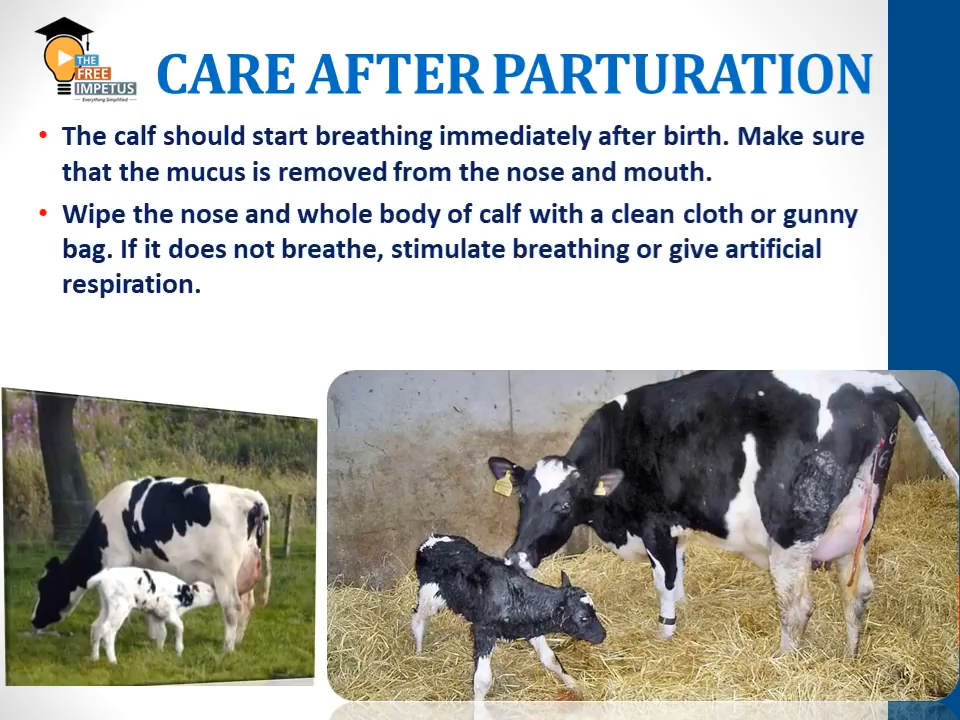 THE
FREE
IMPETUS
Everything Simplified
CARE AFTER PARTURATION
• The calf should start breathing immediately after birth. Make sure
that the mucus is removed from the nose and mouth.
• Wipe the nose and whole body of calf with a clean cloth or gunny
bag. If it does not breathe, stimulate breathing or give artificial
respiration.